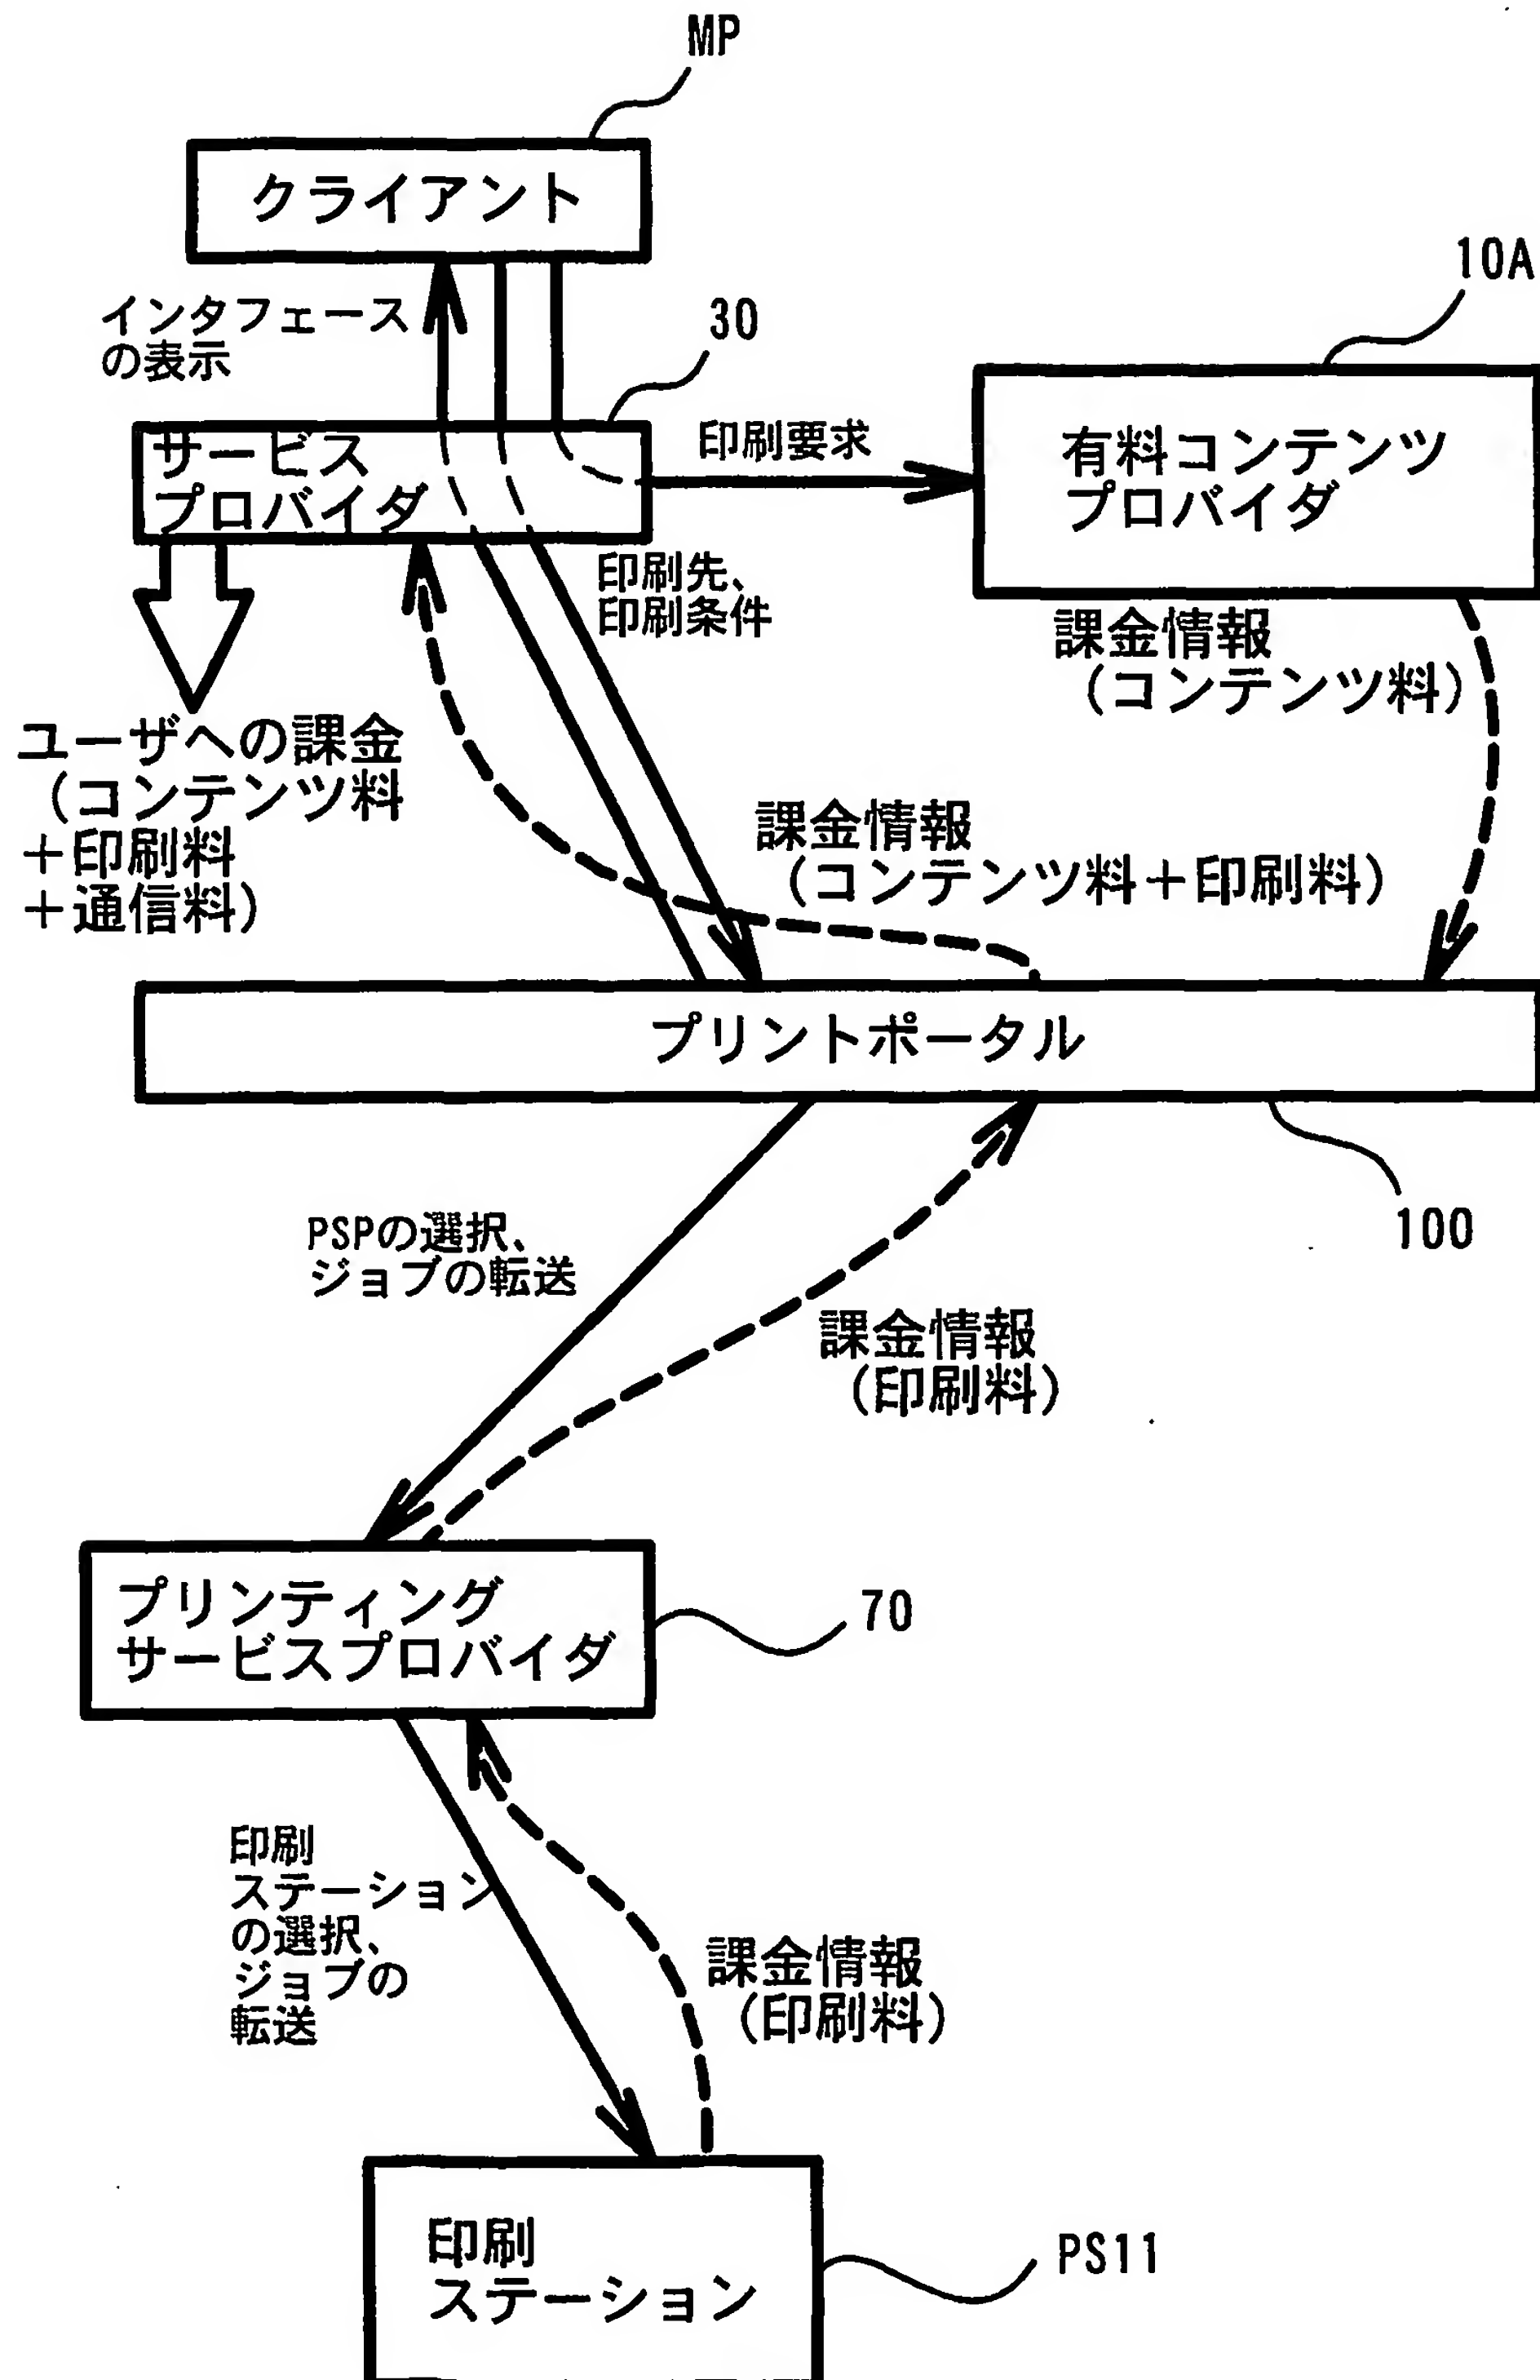 MP
クライアント
インタフェース
の表示
30
10A
サービス
プロバイダ
印刷要求
有料コンテンツ
プロバイダ
印刷先、
印刷条件
課金情報
（コンテンツ料）
ユーザへの課金
（コンテンツ料
＋印刷料
＋通信料）
課金情報
（コンテンツ料＋印刷料）
プリントポータル
100
PSPの選択、
ジョブの転送
課金情報
（印刷料）
プリンティング
サービスプロバイダ
70
印刷
ステーション
の選択、
ジョブの
転送
課金情報
（印刷料）
印刷
ステーション
PS11